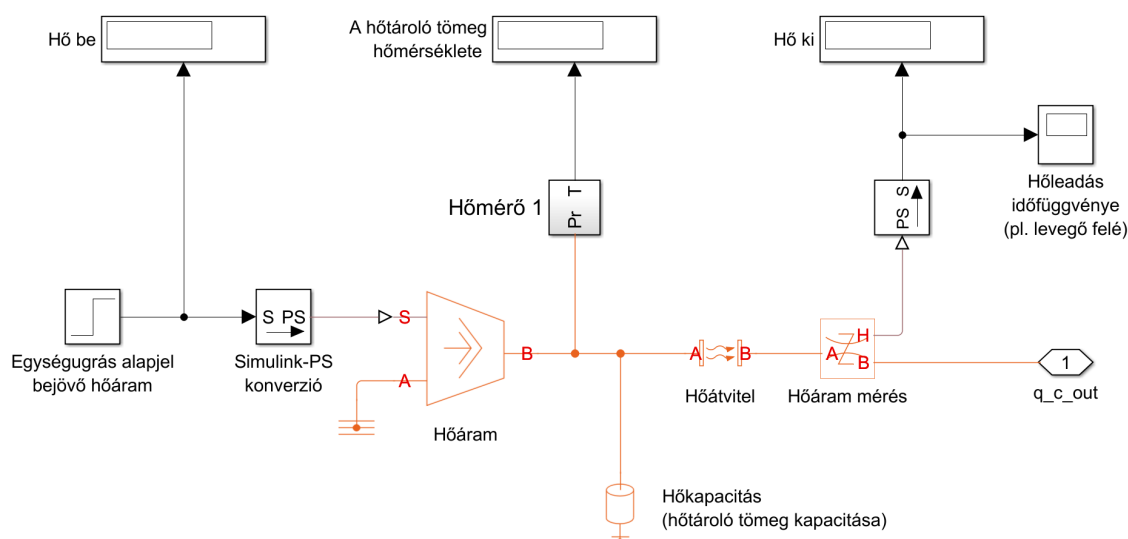 Hő be
A hőtároló tömeg
hőmérséklete
Hő ki
Hőmérő 1
Pr T
PS S
Hőleadás
időfüggvénye
(pl. levegő felé)
S PS
S
A
B
A
B
A
H
B
1
Egységugrás alapjel
bejövő hőáram
Simulink-PS
konverzió
Hőáram
Hőátvitel
Hőáram mérés
q_c_out
Hőkapacitás
(hőtároló tömeg kapacitása)